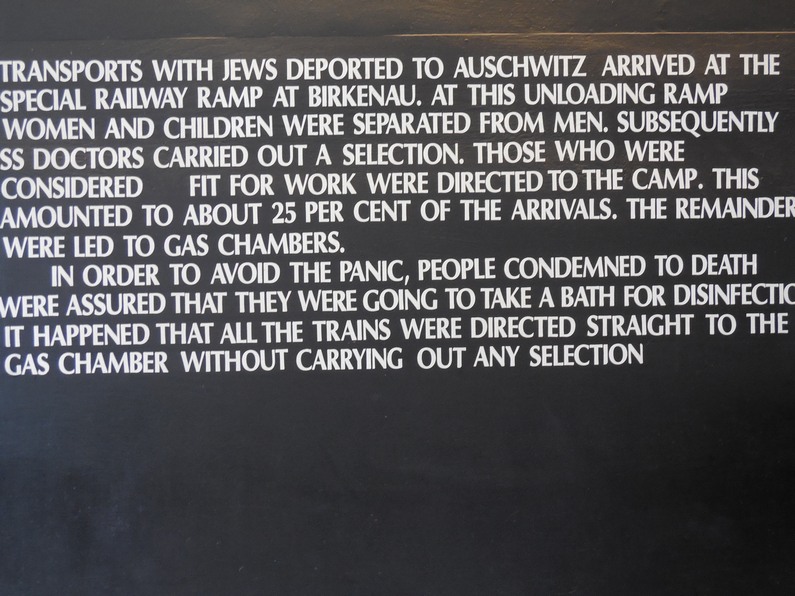 TRANSPORTS WITH JEWS DEPORTED TO AUSCHWITZ ARRIVED AT THE
SPECIAL RAILWAY RAMP AT BIRKENAU. AT THIS UNLOADING RAMP
WOMEN AND CHILDREN WERE SEPARATED FROM MEN. SUBSEQUENTLY
SS DOCTORS CARRIED OUT A SELECTION. THOSE WHO WERE
CONSIDERED FIT FOR WORK WERE DIRECTED TO THE CAMP. THIS
AMOUNTED TO ABOUT 25 PER CENT OF THE ARRIVALS. THE REMAINDER
WERE LED TO GAS CHAMBERS.
IN ORDER TO AVOID THE PANIC, PEOPLE CONDEMNED TO DEATH
WERE ASSURED THAT THEY WERE GOING TO TAKE A BATH FOR DISINFECTIO
IT HAPPENED THAT ALL THE TRAINS WERE DIRECTED STRAIGHT TO THE
GAS CHAMBER WITHOUT CARRYING OUT ANY SELECTION